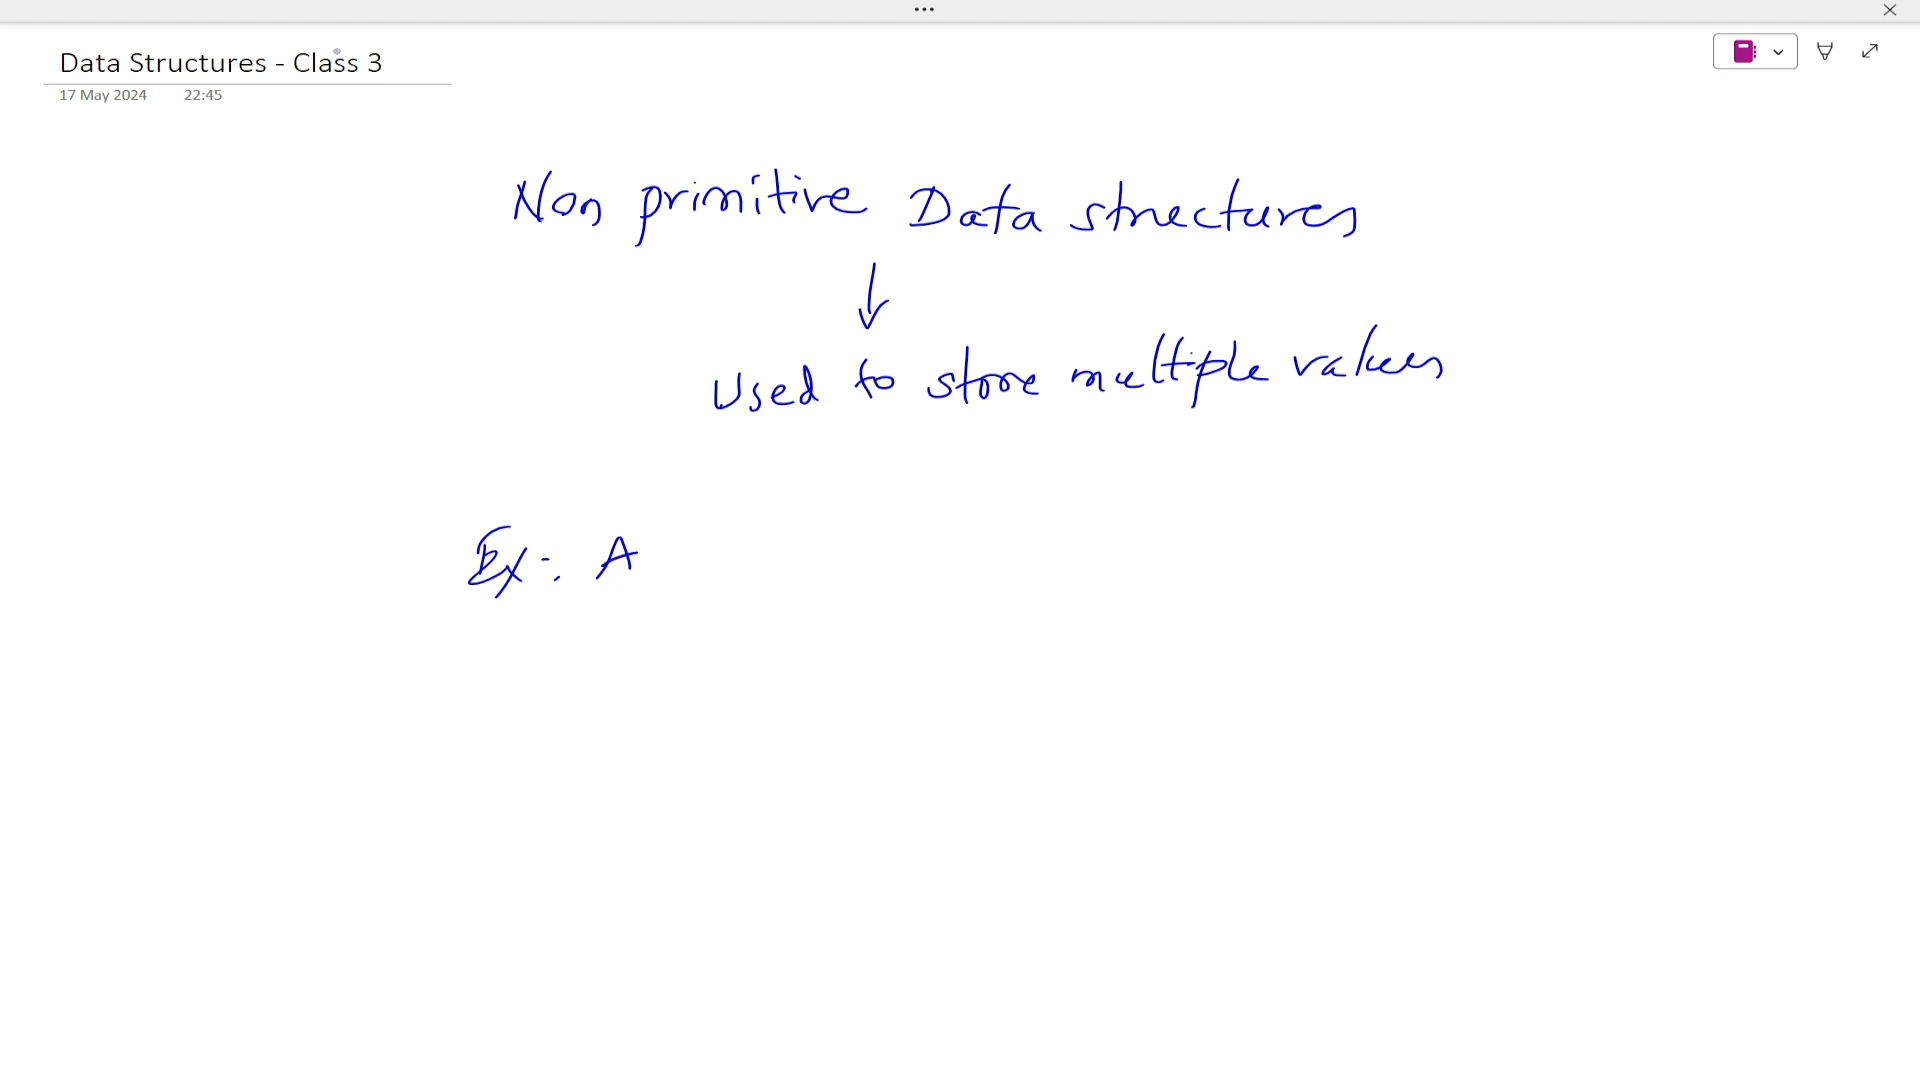 Data Structures - Class 3
17 May 2024 22:45
Non primitive Data structures
Used to store multiple values
Ex:- A